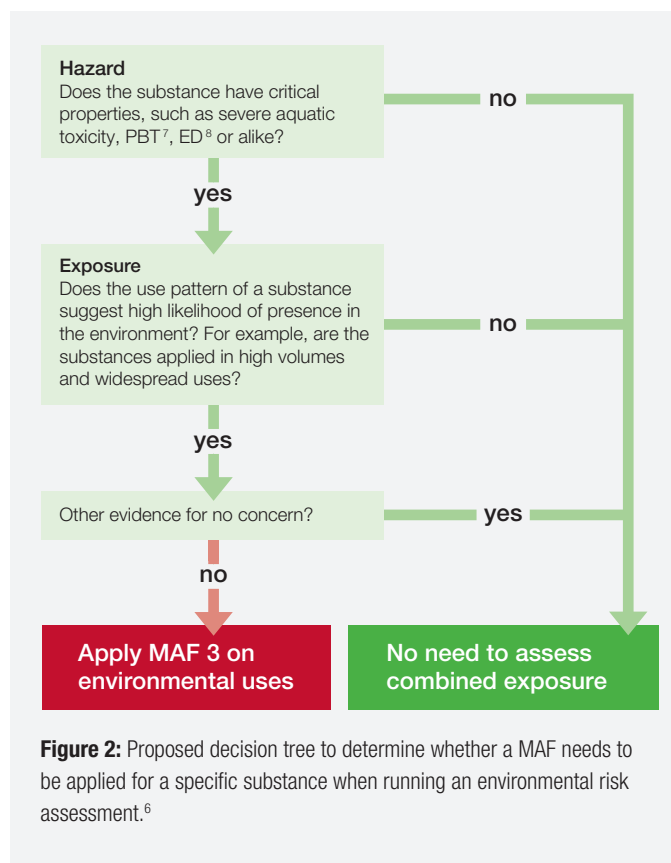 Hazard
Does the substance have critical
properties, such as severe aquatic
toxicity, PBT⁷, ED⁸ or alike?
no
yes
Exposure
Does the use pattern of a substance
suggest high likelihood of presence in
the environment? For example, are the
substances applied in high volumes
and widespread uses?
no
yes
Other evidence for no concern?
yes
no
Apply MAF 3 on
environmental uses
No need to assess
combined exposure
Figure 2: Proposed decision tree to determine whether a MAF needs to
be applied for a specific substance when running an environmental risk
assessment.⁶